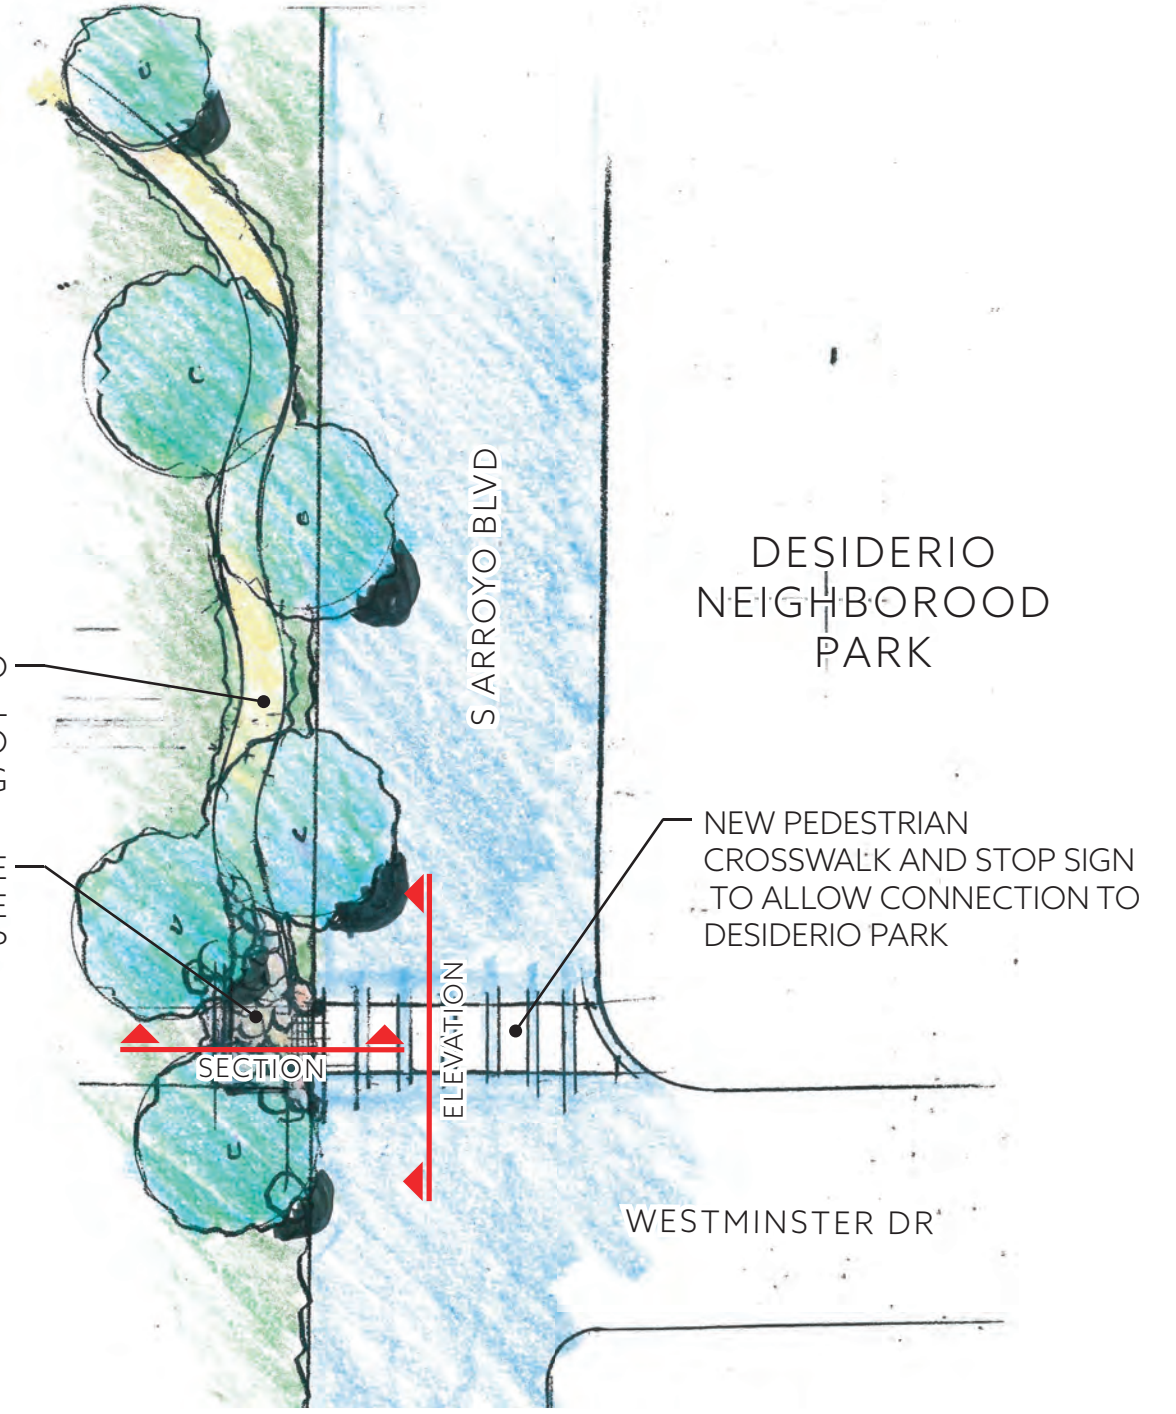 S ARROYO BLVD
DESIDERIO
NEIGHBOROOD
PARK
NEW PEDESTRIAN
CROSSWALK AND STOP SIGN
TO ALLOW CONNECTION TO
DESIDERIO PARK
ELEVATION
SECTION
WESTMINSTER DR